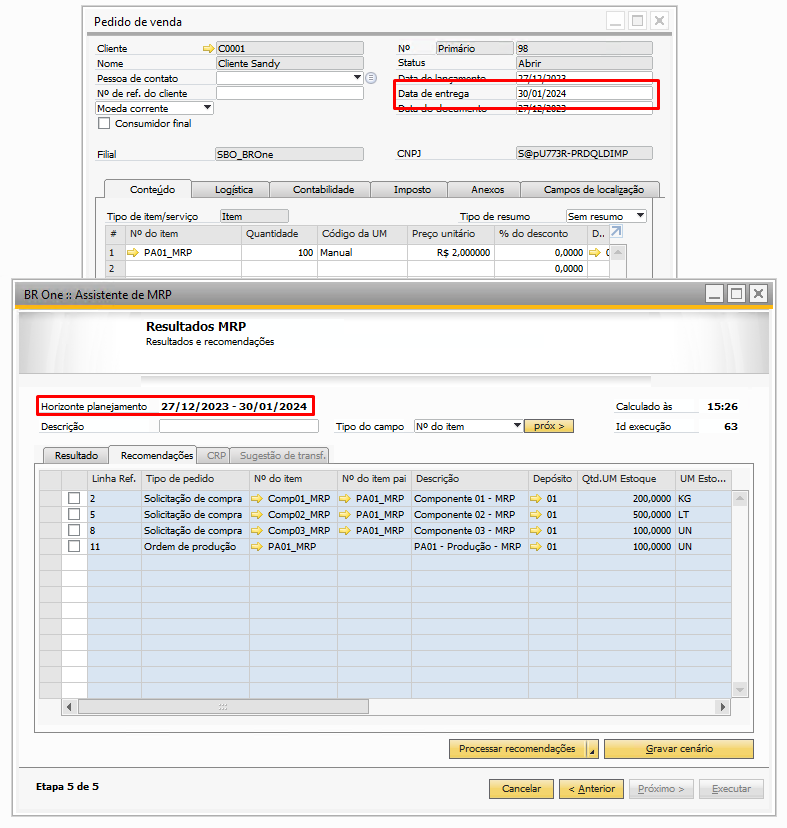 Pedido de venda
Cliente C0001 Nº Primário 98
Nome Cliente Sandy Status Abrir
Pessoa de contato Data de lançamento 27/12/2023
Nº de ref. do cliente Data de entrega 30/01/2024
Moeda corrente Data do documento 27/12/2023
Consumidor final
Filial SBO_BROne CNPJ S@pU773R-PRDQLDIMP
Conteúdo Logística Contabilidade Imposto Anexos Campos de localização
Tipo de item/serviço Item Tipo de resumo Sem resumo
# Nº do item Quantidade Código da UM Preço unitário % do desconto D..
1 PA01_MRP 100 Manual R$ 2,000000 0,0000
2 0,0000
BR One :: Assistente de MRP
Resultados MRP
Resultados e recomendações
Horizonte planejamento 27/12/2023 - 30/01/2024 Calculado às 15:26
Descrição Tipo do campo Nº do item próx > Id execução 63
Resultado Recomendações CRP Sugestão de transf.
Linha Ref. Tipo de pedido Nº do item Nº do item pai Descrição Depósito Qtd.UM Estoque UM Esto...
2 Solicitação de compra Comp01_MRP PA01_MRP Componente 01 - MRP 01 200,0000 KG
5 Solicitação de compra Comp02_MRP PA01_MRP Componente 02 - MRP 01 500,0000 LT
8 Solicitação de compra Comp03_MRP PA01_MRP Componente 03 - MRP 01 100,0000 UN
11 Ordem de produção PA01_MRP PA01 - Produção - MRP 01 100,0000 UN
Processar recomendações Gravar cenário
Etapa 5 de 5 Cancelar < Anterior Próximo > Executar